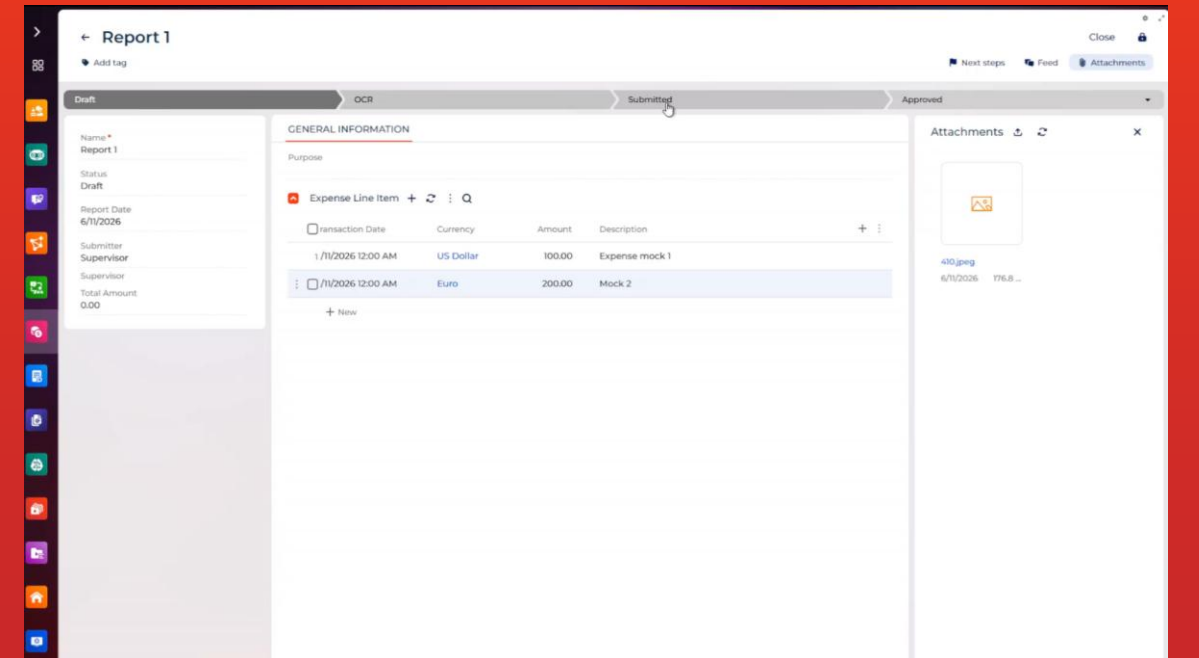 Report 1
Close
Add tag
Next steps
Feed
Attachments
Draft
OCR
Submitted
Approved
Name*
Report 1
Status
Draft
Report Date
6/11/2026
Submitter
Supervisor
Supervisor
Total Amount
0.00
GENERAL INFORMATION
Purpose
Expense Line Item
ransaction Date Currency Amount Description
/11/2026 12:00 AM US Dollar 100.00 Expense mock 1
/11/2026 12:00 AM Euro 200.00 Mock 2
+ New
Attachments
410.jpeg
6/11/2026 176.8 ...